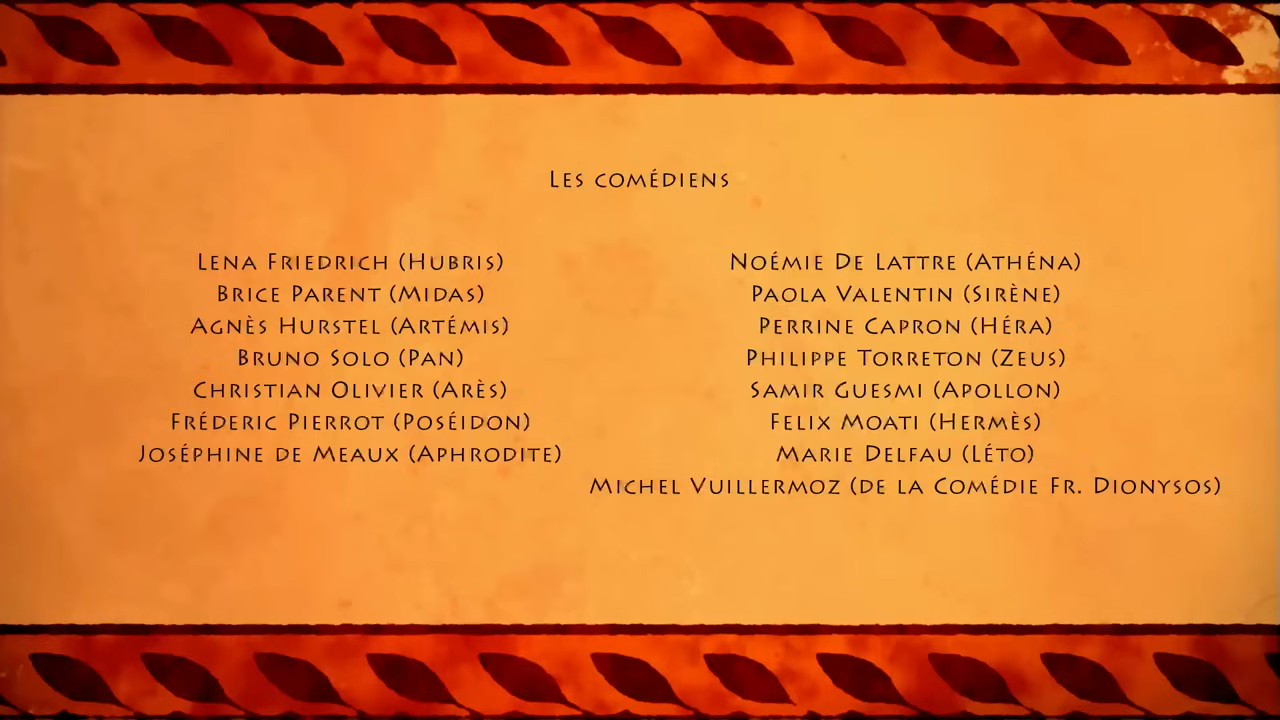 Les comédiens
Lena Friedrich (Hubris)
Brice Parent (Midas)
Agnès Hurstel (Artémis)
Bruno Solo (Pan)
Christian Olivier (Arès)
Fréderic Pierrot (Poséidon)
Joséphine de Meaux (Aphrodite)
Noémie De Lattre (Athéna)
Paola Valentin (Sirène)
Perrine Capron (Héra)
Philippe Torreton (Zeus)
Samir Guesmi (Apollon)
Felix Moati (Hermès)
Marie Delfau (Léto)
Michel Vuillermoz (de la Comédie Fr. Dionysos)